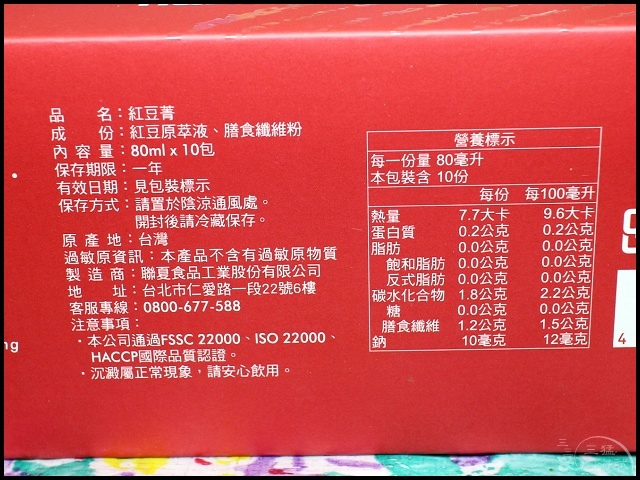 品　　名：紅豆菁
成　　份：紅豆原萃液、膳食纖維粉
內 容 量：80ml x 10包
保存期限：一年
有效日期：見包裝標示
保存方式：請置於陰涼通風處。
開封後請冷藏保存。
原 產 地：台灣
過敏原資訊：本產品不含有過敏原物質
製 造 商：聯夏食品工業股份有限公司
地　　址：台北市仁愛路一段22號6樓
客服專線：0800-677-588
注意事項：
・本公司通過FSSC 22000、ISO 22000、
HACCP國際品質認證。
・沉澱屬正常現象，請安心飲用。
營養標示
每一份量 80毫升
本包裝含 10份
每份 每100毫升
熱量 7.7大卡 9.6大卡
蛋白質 0.2公克 0.2公克
脂肪 0.0公克 0.0公克
飽和脂肪 0.0公克 0.0公克
反式脂肪 0.0公克 0.0公克
碳水化合物 1.8公克 2.2公克
糖 0.0公克 0.0公克
膳食纖維 1.2公克 1.5公克
鈉 10毫克 12毫克
ng
4
三猛